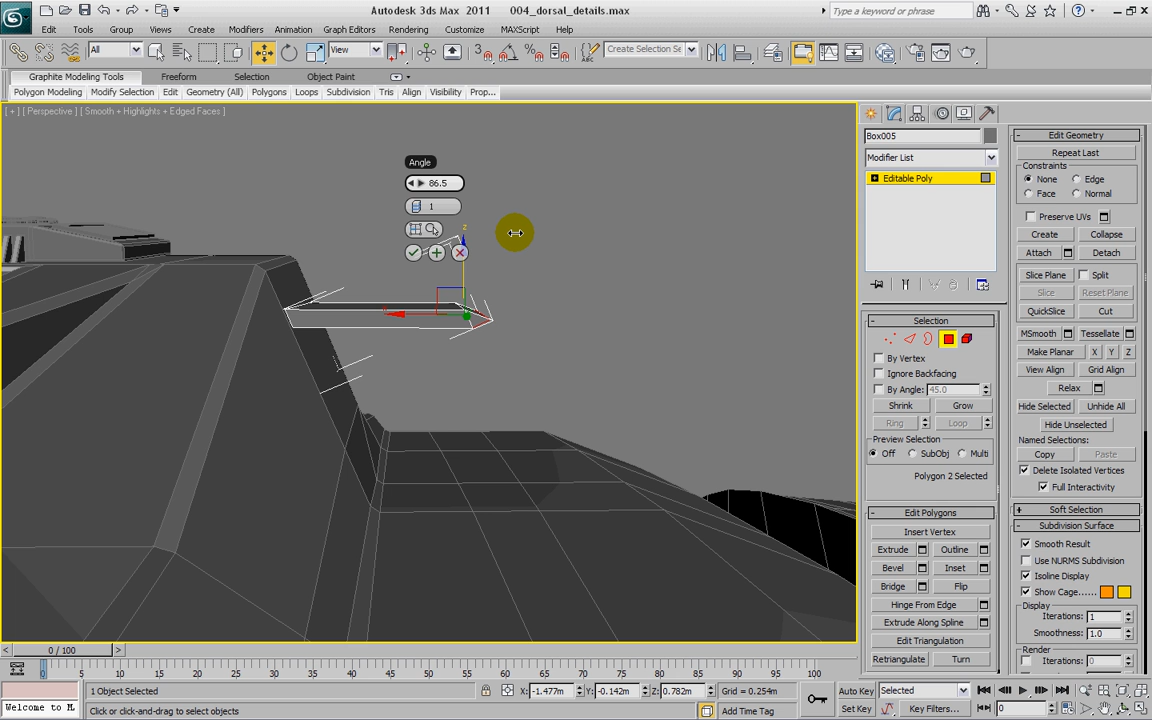 Autodesk 3ds Max 2011 004_dorsal_details.max
Type a keyword or phrase
Edit Tools Group Views Create Modifiers Animation Graph Editors Rendering Customize MAXScript Help
All View Create Selection Se
Graphite Modeling Tools Freeform Selection Object Paint
Polygon Modeling Modify Selection Edit Geometry (All) Polygons Loops Subdivision Tris Align Visibility Prop...
[ + ] [ Perspective ] [ Smooth + Highlights + Edged Faces ]
Angle
86.5
1
z
Box005
Modifier List
Editable Poly
Selection
By Vertex
Ignore Backfacing
By Angle: 45.0
Shrink Grow
Ring Loop
Preview Selection
Off SubObj Multi
Polygon 2 Selected
Edit Polygons
Insert Vertex
Extrude Outline
Bevel Inset
Bridge Flip
Hinge From Edge
Extrude Along Spline
Edit Triangulation
Retriangulate Turn
Edit Geometry
Repeat Last
Constraints
None Edge
Face Normal
Preserve UVs
Create Collapse
Attach Detach
Slice Plane Split
Slice Reset Plane
QuickSlice Cut
MSmooth Tessellate
Make Planar X Y Z
View Align Grid Align
Relax
Hide Selected Unhide All
Hide Unselected
Named Selections:
Copy Paste
Delete Isolated Vertices
Full Interactivity
Soft Selection
Subdivision Surface
Smooth Result
Use NURMS Subdivision
Isoline Display
Show Cage......
Display
Iterations: 1
Smoothness: 1.0
Render
Iterations: 0
0 / 100
0 5 10 15 20 25 30 35 40 45 50 55 60 65 70 75 80 85 90 95 100
1 Object Selected X: -1.477m Y: -0.142m Z: 0.782m Grid = 0.254m Auto Key Selected
Welcome to M Click or click-and-drag to select objects Add Time Tag Set Key Key Filters... 0